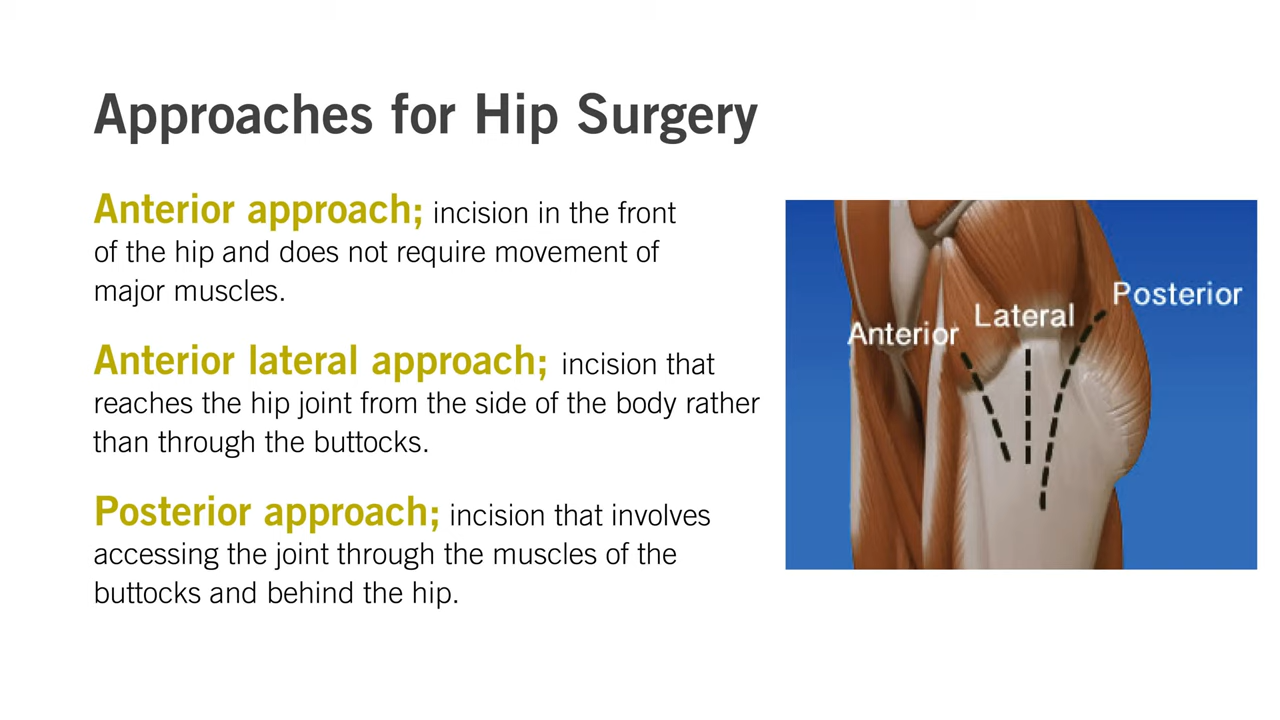 Approaches for Hip Surgery
Anterior approach; incision in the front
of the hip and does not require movement of
major muscles.
Anterior lateral approach; incision that
reaches the hip joint from the side of the body rather
than through the buttocks.
Posterior approach; incision that involves
accessing the joint through the muscles of the
buttocks and behind the hip.
Anterior
Lateral
Posterior